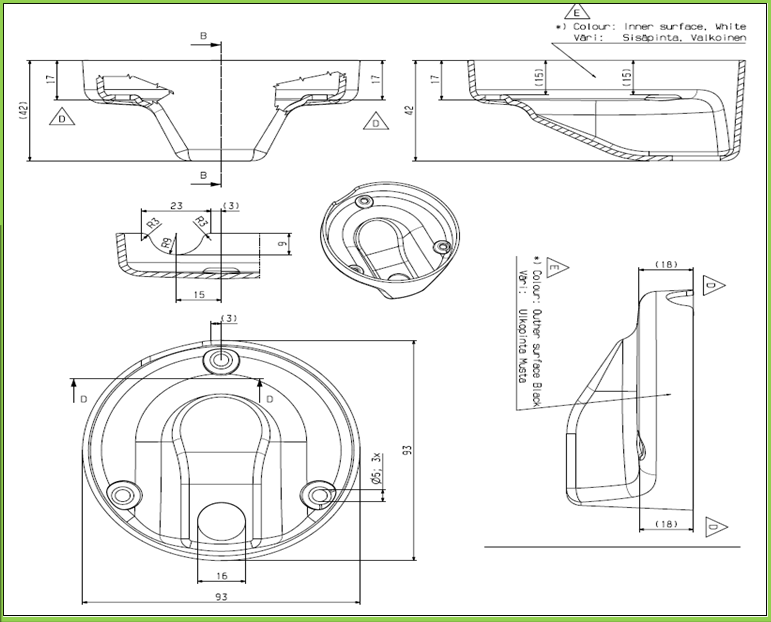 E
*) Colour: Inner surface, White
Väri: Sisäpinta, Valkoinen
B
17
(42)
D
17
D
B
17
42
(15)
(15)
23
(3)
R3
R3
R9
9
15
E
*) Colour: Outher surface Black
Väri: Ulkopinta Musta
(18)
D
(18)
D
(3)
D
D
93
Ø5; 3x
16
93